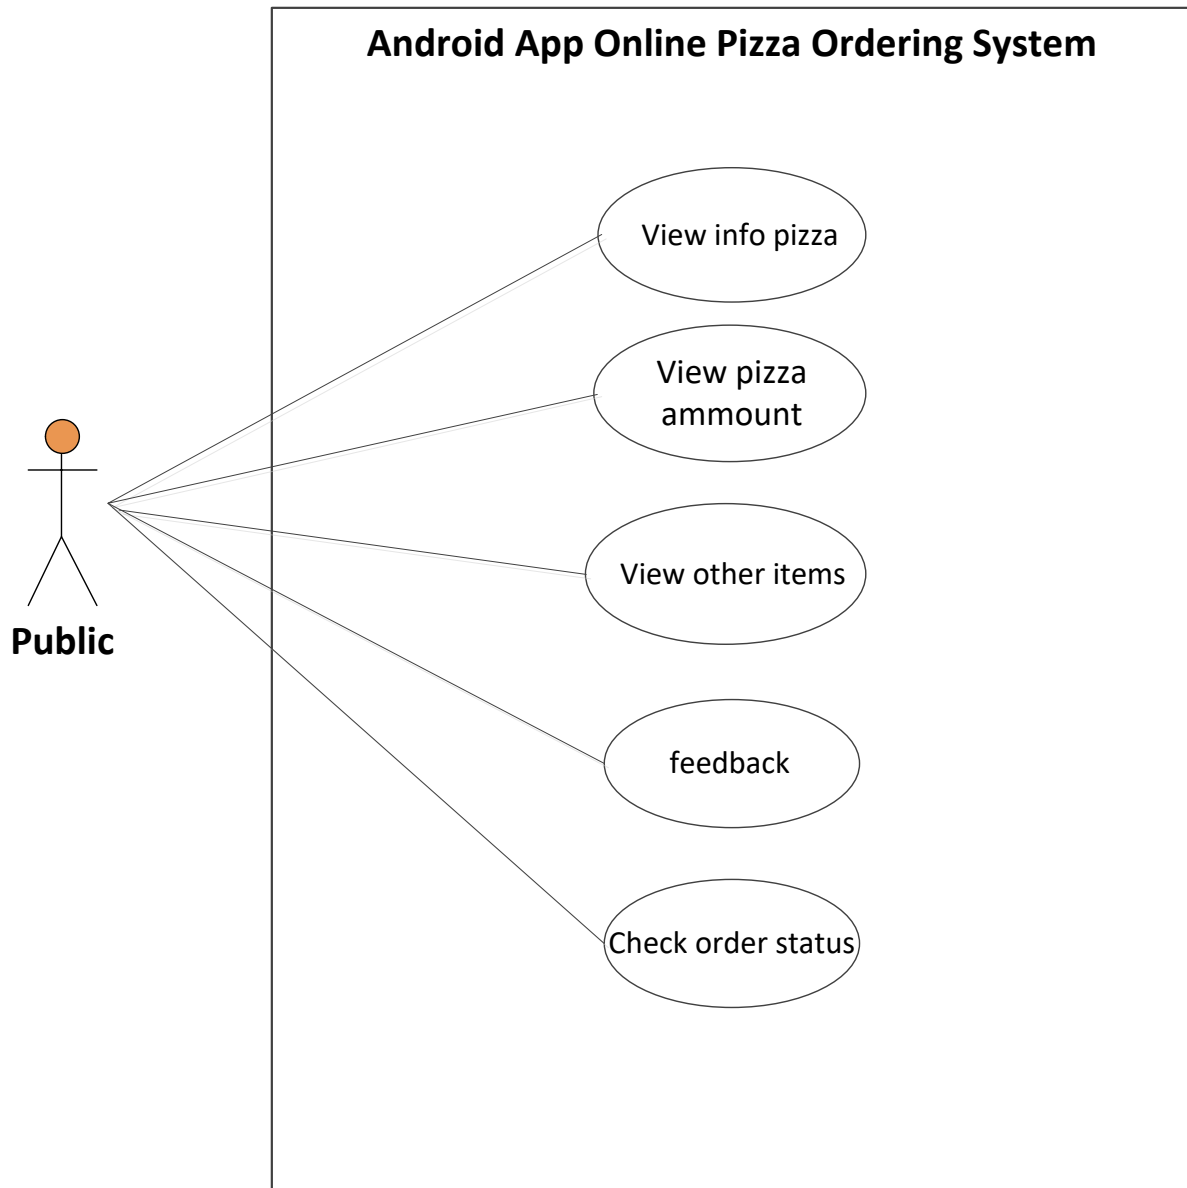 Android App Online Pizza Ordering System
View info pizza
View pizza
ammount
View other items
Public
feedback
Check order status